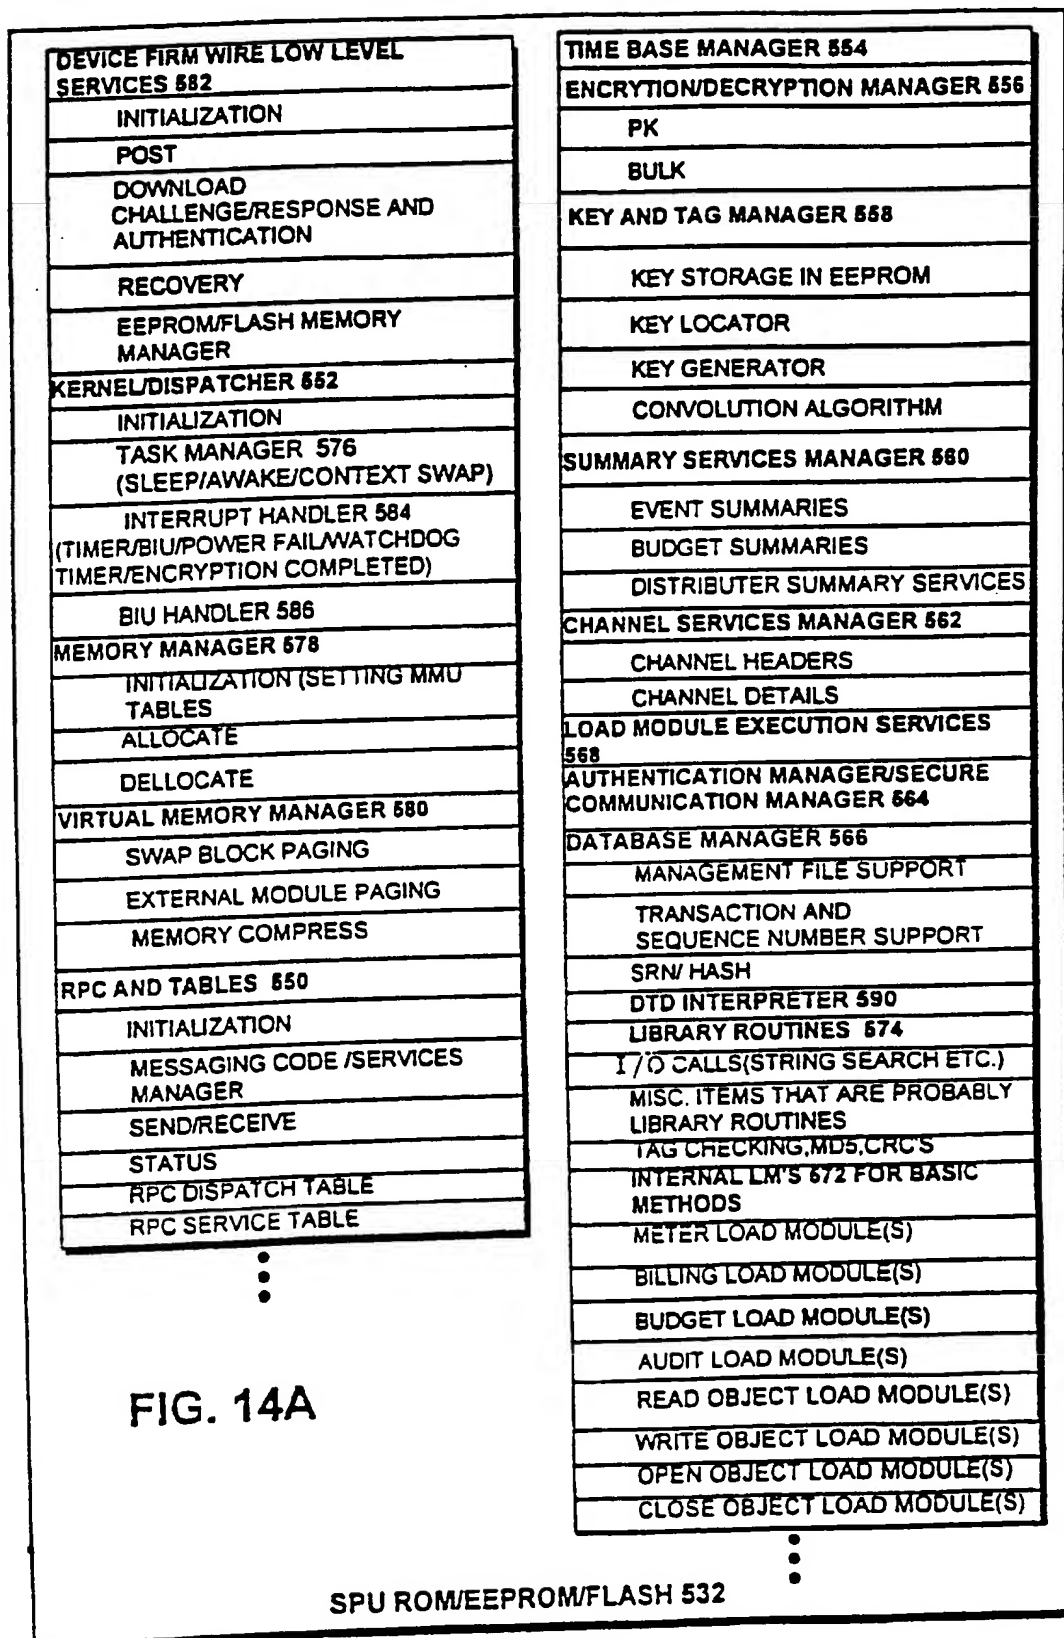 DEVICE FIRM WIRE LOW LEVEL
SERVICES 582
INITIALIZATION
POST
DOWNLOAD
CHALLENGE/RESPONSE AND
AUTHENTICATION
RECOVERY
EEPROM/FLASH MEMORY
MANAGER
KERNEL/DISPATCHER 552
INITIALIZATION
TASK MANAGER 576
(SLEEP/AWAKE/CONTEXT SWAP)
INTERRUPT HANDLER 584
(TIMER/BIU/POWER FAIL/WATCHDOG
TIMER/ENCRYPTION COMPLETED)
BIU HANDLER 586
MEMORY MANAGER 578
INITIALIZATION (SETTING MMU
TABLES
ALLOCATE
DELLOCATE
VIRTUAL MEMORY MANAGER 580
SWAP BLOCK PAGING
EXTERNAL MODULE PAGING
MEMORY COMPRESS
RPC AND TABLES 550
INITIALIZATION
MESSAGING CODE /SERVICES
MANAGER
SEND/RECEIVE
STATUS
RPC DISPATCH TABLE
RPC SERVICE TABLE
FIG. 14A
TIME BASE MANAGER 554
ENCRYTION/DECRYPTION MANAGER 556
PK
BULK
KEY AND TAG MANAGER 558
KEY STORAGE IN EEPROM
KEY LOCATOR
KEY GENERATOR
CONVOLUTION ALGORITHM
SUMMARY SERVICES MANAGER 560
EVENT SUMMARIES
BUDGET SUMMARIES
DISTRIBUTER SUMMARY SERVICES
CHANNEL SERVICES MANAGER 562
CHANNEL HEADERS
CHANNEL DETAILS
LOAD MODULE EXECUTION SERVICES
568
AUTHENTICATION MANAGER/SECURE
COMMUNICATION MANAGER 564
DATABASE MANAGER 566
MANAGEMENT FILE SUPPORT
TRANSACTION AND
SEQUENCE NUMBER SUPPORT
SRN/ HASH
DTD INTERPRETER 590
LIBRARY ROUTINES 574
I/O CALLS(STRING SEARCH ETC.)
MISC. ITEMS THAT ARE PROBABLY
LIBRARY ROUTINES
TAG CHECKING,MD5,CRC'S
INTERNAL LM'S 572 FOR BASIC
METHODS
METER LOAD MODULE(S)
BILLING LOAD MODULE(S)
BUDGET LOAD MODULE(S)
AUDIT LOAD MODULE(S)
READ OBJECT LOAD MODULE(S)
WRITE OBJECT LOAD MODULE(S)
OPEN OBJECT LOAD MODULE(S)
CLOSE OBJECT LOAD MODULE(S)
SPU ROM/EEPROM/FLASH 532